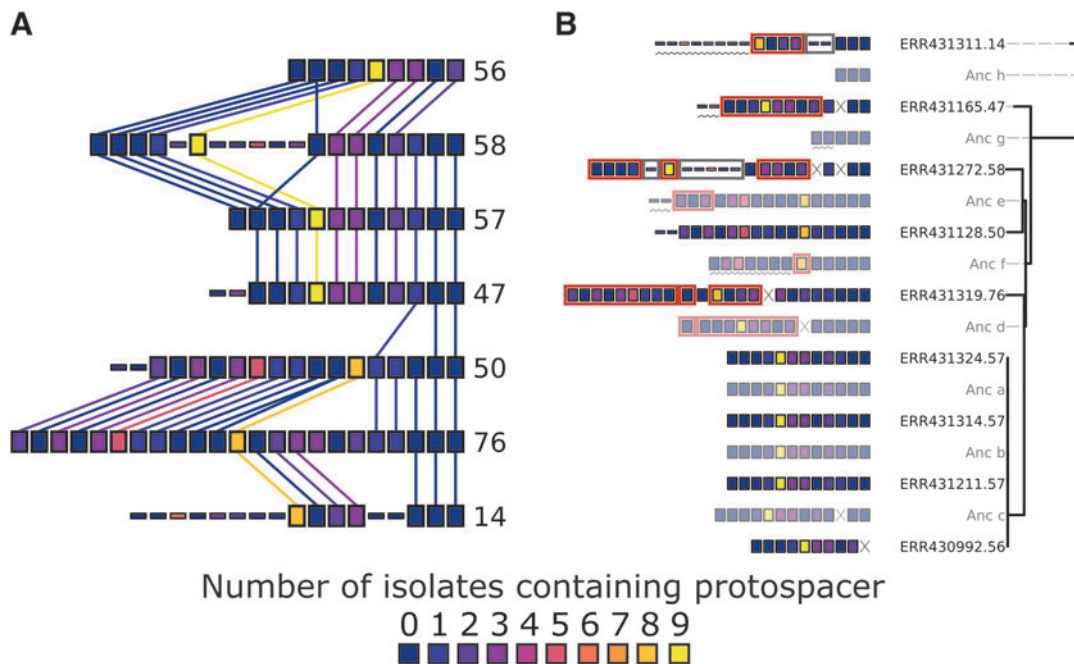 A
56
58
57
47
50
76
14
B
ERR431311.14
Anc h
ERR431165.47
Anc g
ERR431272.58
Anc e
ERR431128.50
Anc f
ERR431319.76
Anc d
ERR431324.57
Anc a
ERR431314.57
Anc b
ERR431211.57
Anc c
ERR430992.56
Number of isolates containing protospacer
0 1 2 3 4 5 6 7 8 9